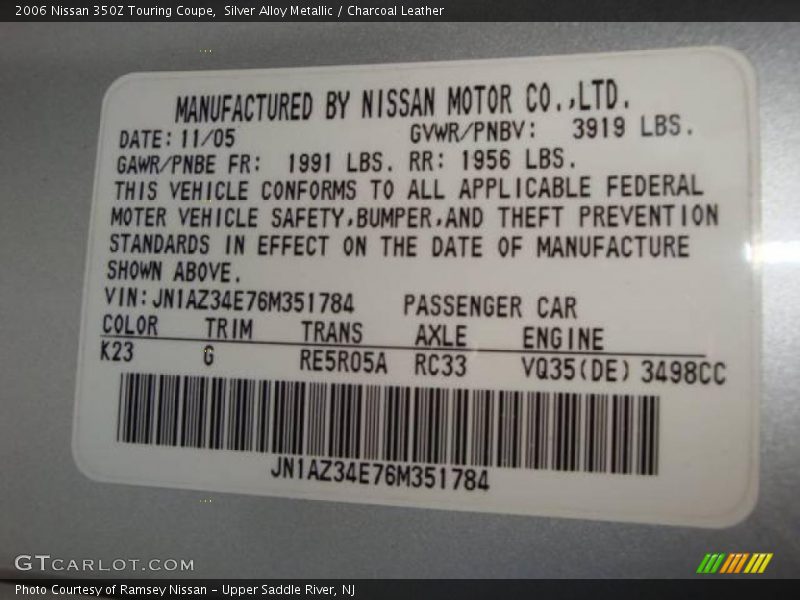 2006 Nissan 350Z Touring Coupe,  Silver Alloy Metallic / Charcoal Leather
MANUFACTURED BY NISSAN MOTOR CO.,LTD.
DATE: 11/05 GVWR/PNBV: 3919 LBS.
GAWR/PNBE FR: 1991 LBS. RR: 1956 LBS.
THIS VEHICLE CONFORMS TO ALL APPLICABLE FEDERAL
MOTER VEHICLE SAFETY,BUMPER,AND THEFT PREVENTION
STANDARDS IN EFFECT ON THE DATE OF MANUFACTURE
SHOWN ABOVE.
VIN: JN1AZ34E76M351784 PASSENGER CAR
COLOR TRIM TRANS AXLE ENGINE
K23 G RE5R05A RC33 VQ35(DE) 3498CC
JN1AZ34E76M351784
GTCARLOT.COM
Photo Courtesy of Ramsey Nissan - Upper Saddle River, NJ